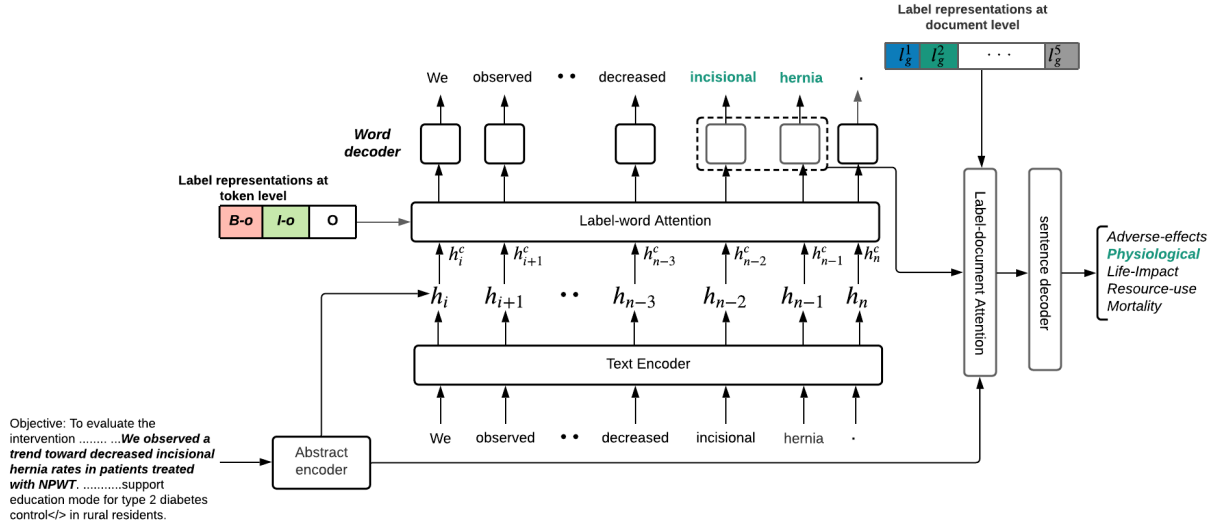 Label representations at
document level
l_g^1 l_g^2 . . . l_g^5
We observed •• decreased incisional hernia .
Word
decoder
Label representations at
token level
B-o I-o O
Label-word Attention
h_i^c h_{i+1}^c h_{n-3}^c h_{n-2}^c h_{n-1}^c h_n^c
h_i h_{i+1} •• h_{n-3} h_{n-2} h_{n-1} h_n
Text Encoder
We observed •• decreased incisional hernia .
Objective: To evaluate the
intervention ........ ...We observed a
trend toward decreased incisional
hernia rates in patients treated
with NPWT. ...........support
education mode for type 2 diabetes
control</> in rural residents.
Abstract
encoder
Label-document Attention
sentence decoder
Adverse-effects
Physiological
Life-Impact
Resource-use
Mortality